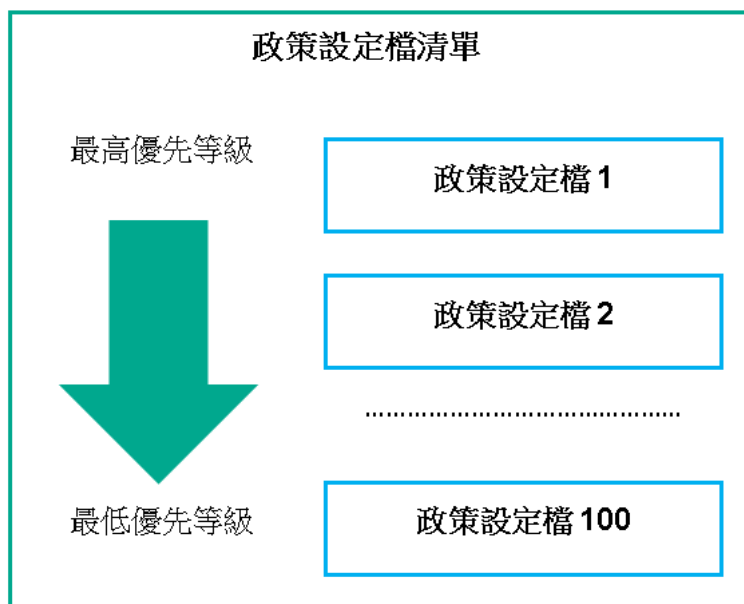 政策設定檔清單
最高優先等級
政策設定檔 1
政策設定檔 2
................................................
最低優先等級
政策設定檔 100